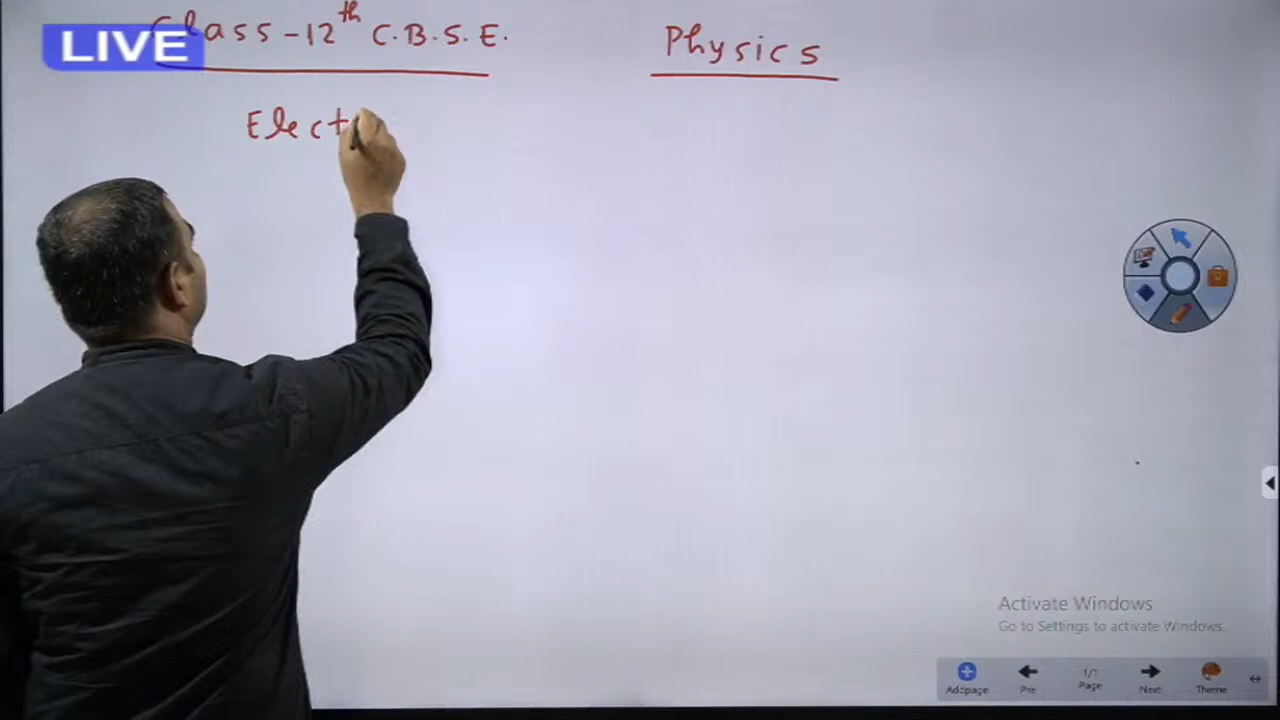 LIVE
Class-12th C.B.S.E.
Physics
Elect
Activate Windows
Go to Settings to activate Windows.
1/1
Addpage Pre Page Next Theme